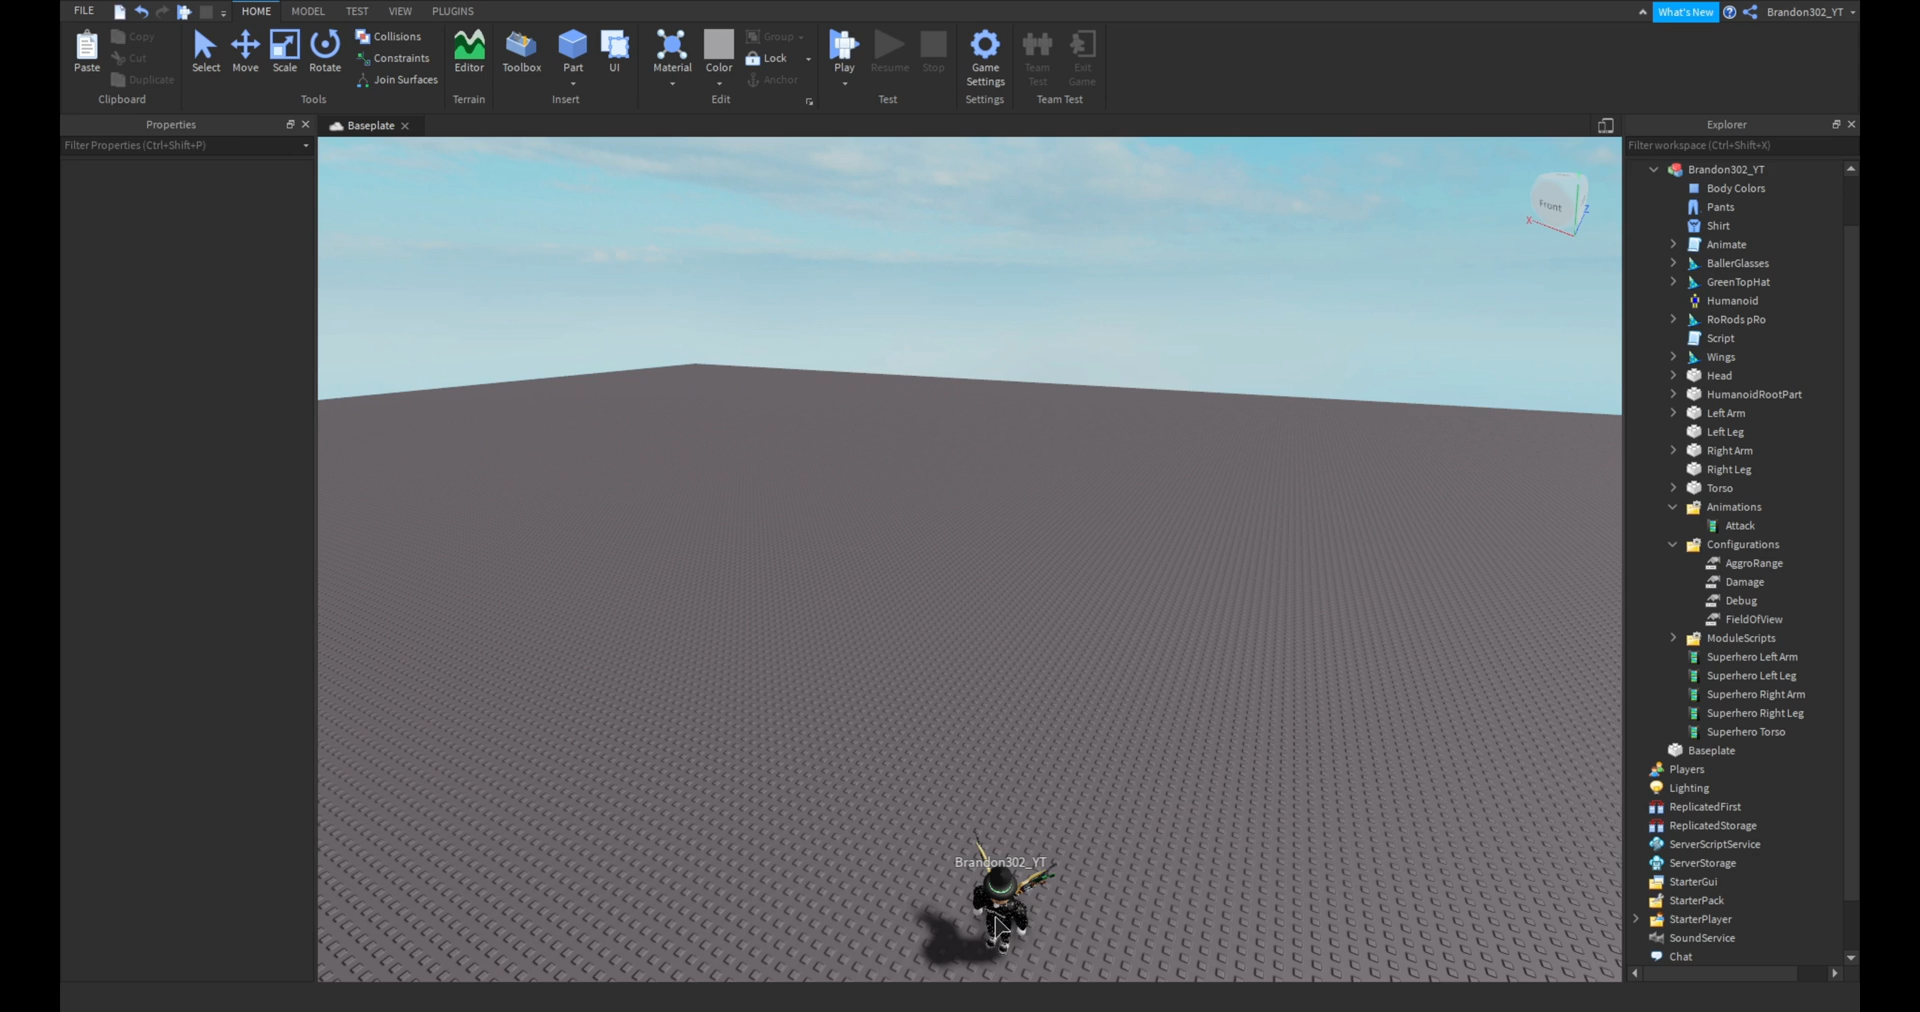 FILE HOME MODEL TEST VIEW PLUGINS What's New Brandon302_YT
Paste Copy Cut Duplicate Select Move Scale Rotate Collisions Constraints Join Surfaces Editor Toolbox Part UI Material Color Group Lock Anchor Play Resume Stop Game Settings Team Test Exit Game
Clipboard Tools Terrain Insert Edit Test Settings Team Test
Properties
Filter Properties (Ctrl+Shift+P)
Baseplate
Front
X
Z
Brandon302_YT
Explorer
Filter workspace (Ctrl+Shift+X)
Brandon302_YT
Body Colors
Pants
Shirt
Animate
BallerGlasses
GreenTopHat
Humanoid
RoRods pRo
Script
Wings
Head
HumanoidRootPart
Left Arm
Left Leg
Right Arm
Right Leg
Torso
Animations
Attack
Configurations
AggroRange
Damage
Debug
FieldOfView
ModuleScripts
Superhero Left Arm
Superhero Left Leg
Superhero Right Arm
Superhero Right Leg
Superhero Torso
Baseplate
Players
Lighting
ReplicatedFirst
ReplicatedStorage
ServerScriptService
ServerStorage
StarterGui
StarterPack
StarterPlayer
SoundService
Chat